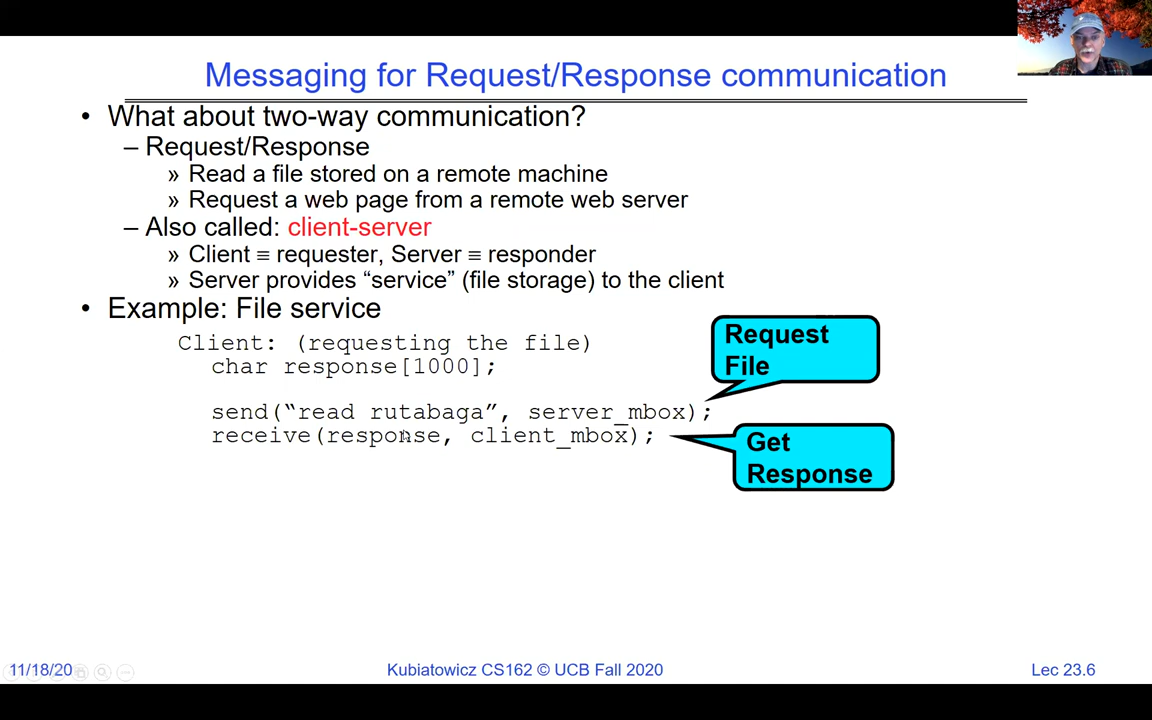 Messaging for Request/Response communication
• What about two-way communication?
– Request/Response
» Read a file stored on a remote machine
» Request a web page from a remote web server
– Also called: client-server
» Client ≡ requester, Server ≡ responder
» Server provides “service” (file storage) to the client
• Example: File service
Client: (requesting the file)
char response[1000];
send(“read rutabaga”, server_mbox);
receive(response, client_mbox);
Request
File
Get
Response
11/18/20
Kubiatowicz CS162 © UCB Fall 2020
Lec 23.6